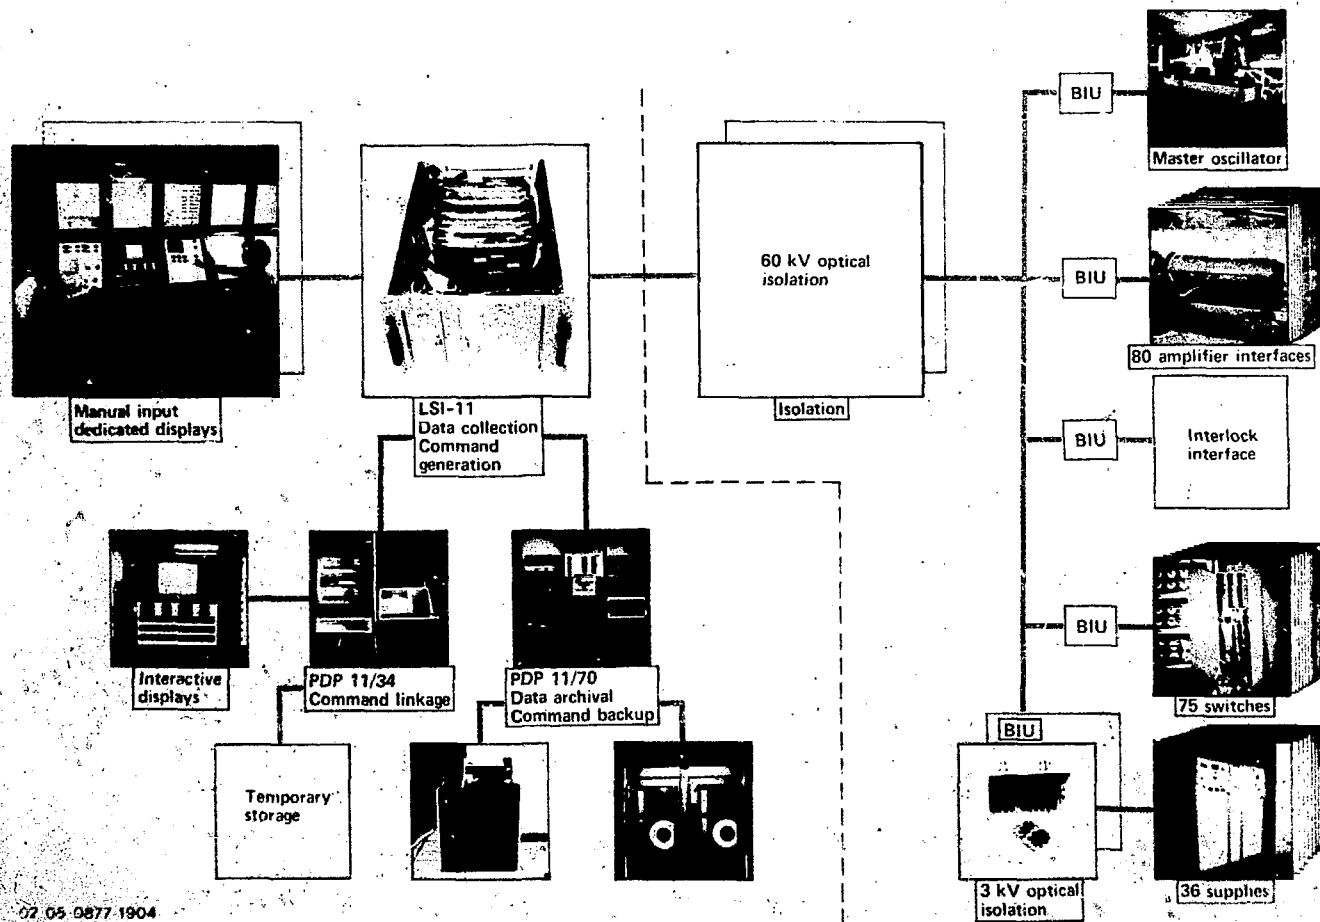 BIU
Master oscillator
60 kV optical
isolation
BIU
80 amplifier interfaces
Manual input
dedicated displays
LSI-11
Data collection
Command
generation
Isolation
BIU
Interlock
interface
BIU
75 switches
Interactive
displays
PDP 11/34
Command linkage
PDP 11/70
Data archival
Command backup
BIU
Temporary
storage
3 kV optical
isolation
36 supplies
02 05 0877 1904